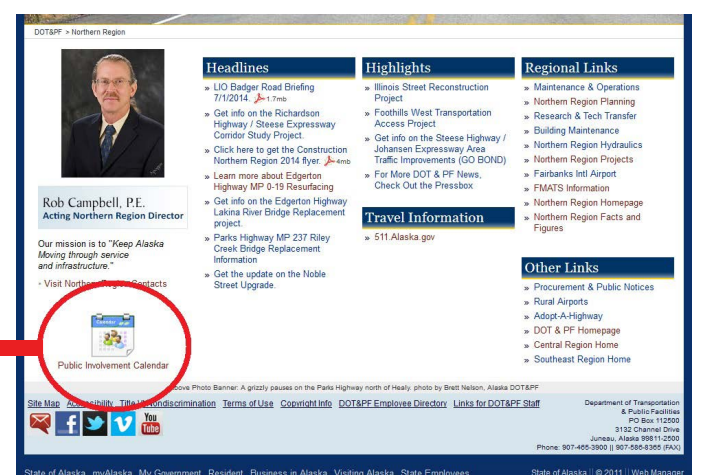 DOT&PF > Northern Region
Rob Campbell, P.E.
Acting Northern Region Director
Our mission is to "Keep Alaska
Moving through service
and infrastructure."
Visit Northern Contacts
Calendar
Public Involvement Calendar
Headlines
» LIO Badger Road Briefing
7/1/2014. 1.7mb
» Get info on the Richardson
Highway / Steese Expressway
Corridor Study Project.
» Click here to get the Construction
Northern Region 2014 flyer. 4mb
» Learn more about Edgerton
Highway MP 0-19 Resurfacing
» Get info on the Edgerton Highway
Lakina River Bridge Replacement
project.
» Parks Highway MP 237 Riley
Creek Bridge Replacement
Information
» Get the update on the Noble
Street Upgrade.
Highlights
» Illinois Street Reconstruction
Project
» Foothills West Transportation
Access Project
» Get info on the Steese Highway /
Johansen Expressway Area
Traffic Improvements (GO BOND)
» For More DOT & PF News,
Check Out the Pressbox
Travel Information
» 511.Alaska.gov
Regional Links
» Maintenance & Operations
» Northern Region Planning
» Research & Tech Transfer
» Building Maintenance
» Northern Region Hydraulics
» Northern Region Projects
» Fairbanks Intl Airport
» FMATS Information
» Northern Region Homepage
» Northern Region Facts and
Figures
Other Links
» Procurement & Public Notices
» Rural Airports
» Adopt-A-Highway
» DOT & PF Homepage
» Central Region Home
» Southeast Region Home
Photo Banner: A grizzly pauses on the Parks Highway north of Healy. photo by Brett Nelson, Alaska DOT&PF
Site Map Accessibility Title VI Nondiscrimination Terms of Use Copyright Info DOT&PF Employee Directory Links for DOT&PF Staff
You
Tube
Department of Transportation
& Public Facilities
PO Box 112500
3132 Channel Drive
Juneau, Alaska 99811-2500
Phone: 907-465-3900 || 907-586-8365 (FAX)
State of Alaska myAlaska My Government Resident Business in Alaska Visiting Alaska State Employees
State of Alaska || © 2011 || Web Manager